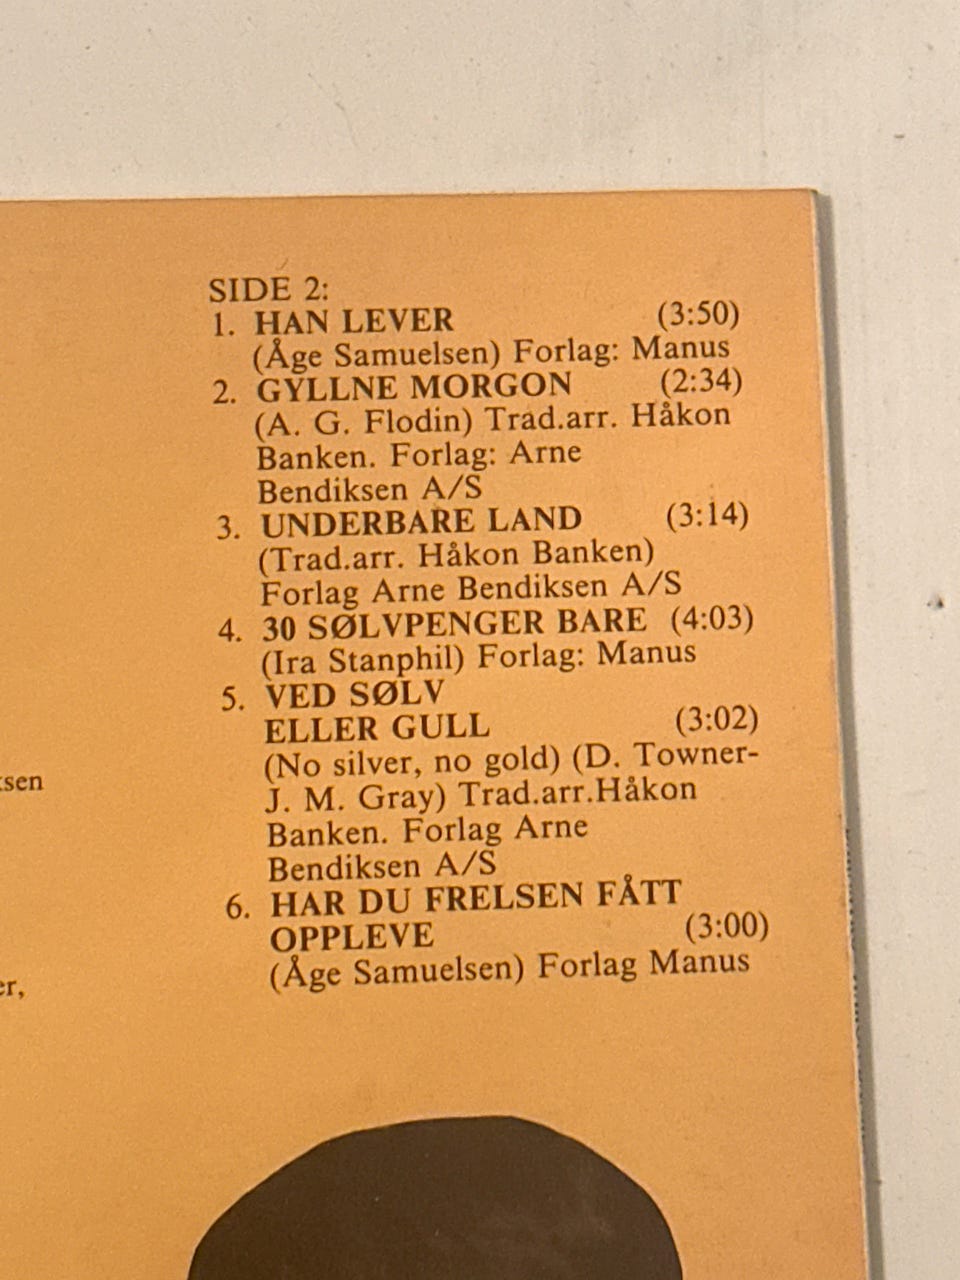 SIDE 2:
1. HAN LEVER (3:50)
(Åge Samuelsen) Forlag: Manus
2. GYLLNE MORGON (2:34)
(A. G. Flodin) Trad.arr. Håkon
Banken. Forlag: Arne
Bendiksen A/S
3. UNDERBARE LAND (3:14)
(Trad.arr. Håkon Banken)
Forlag Arne Bendiksen A/S
4. 30 SØLVPENGER BARE (4:03)
(Ira Stanphil) Forlag: Manus
5. VED SØLV
ELLER GULL (3:02)
(No silver, no gold) (D. Towner-
J. M. Gray) Trad.arr.Håkon
Banken. Forlag Arne
Bendiksen A/S
6. HAR DU FRELSEN FÅTT
OPPLEVE (3:00)
(Åge Samuelsen) Forlag Manus